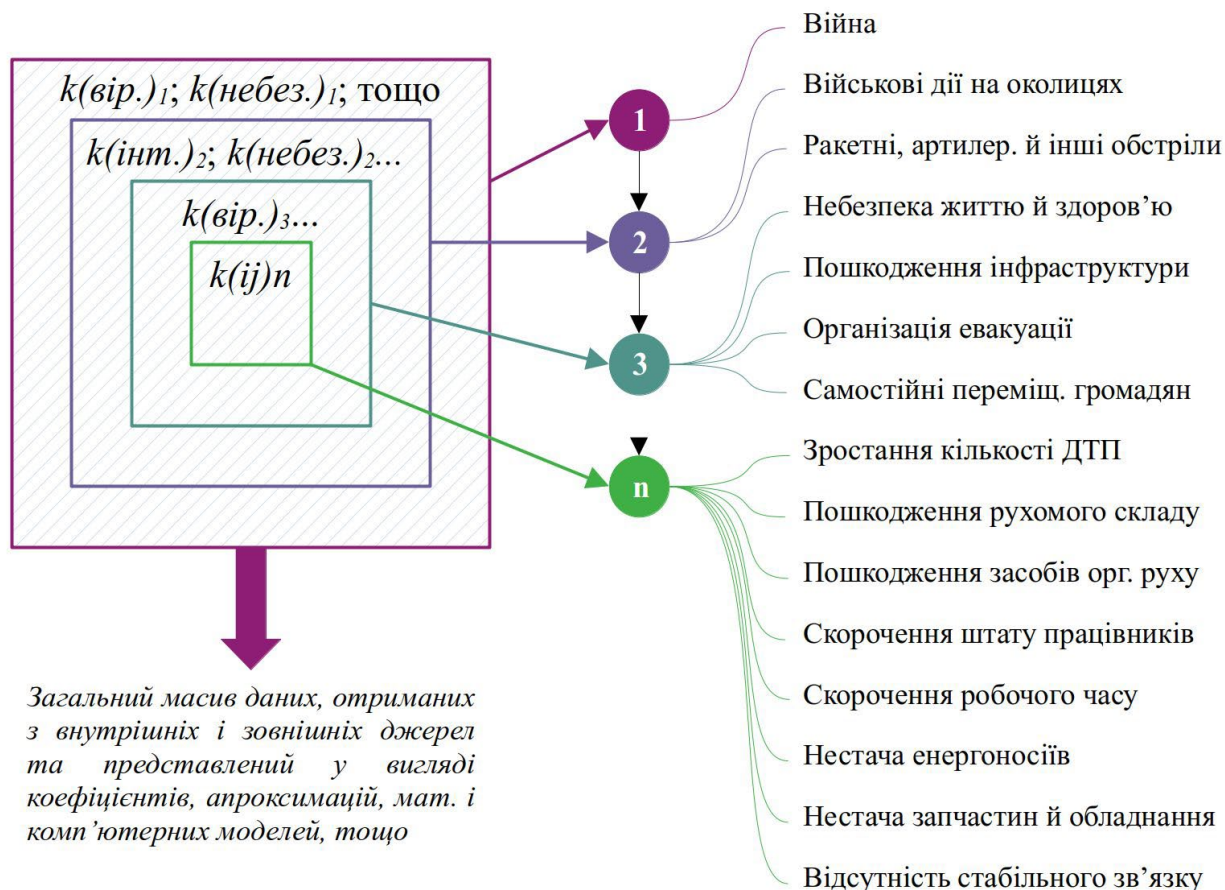 k(вір.)1; k(небез.)1; тощо
k(інт.)2; k(небез.)2...
k(вір.)3...
k(ij)n
Загальний масив даних, отриманих
з внутрішніх і зовнішніх джерел
та представлений у вигляді
коефіцієнтів, апроксимацій, мат. і
комп’ютерних моделей, тощо
1
2
3
n
Війна
Військові дії на околицях
Ракетні, артилер. й інші обстріли
Небезпека життю й здоров’ю
Пошкодження інфраструктури
Організація евакуації
Самостійні переміщ. громадян
Зростання кількості ДТП
Пошкодження рухомого складу
Пошкодження засобів орг. руху
Скорочення штату працівників
Скорочення робочого часу
Нестача енергоносіїв
Нестача запчастин й обладнання
Відсутність стабільного зв’язку